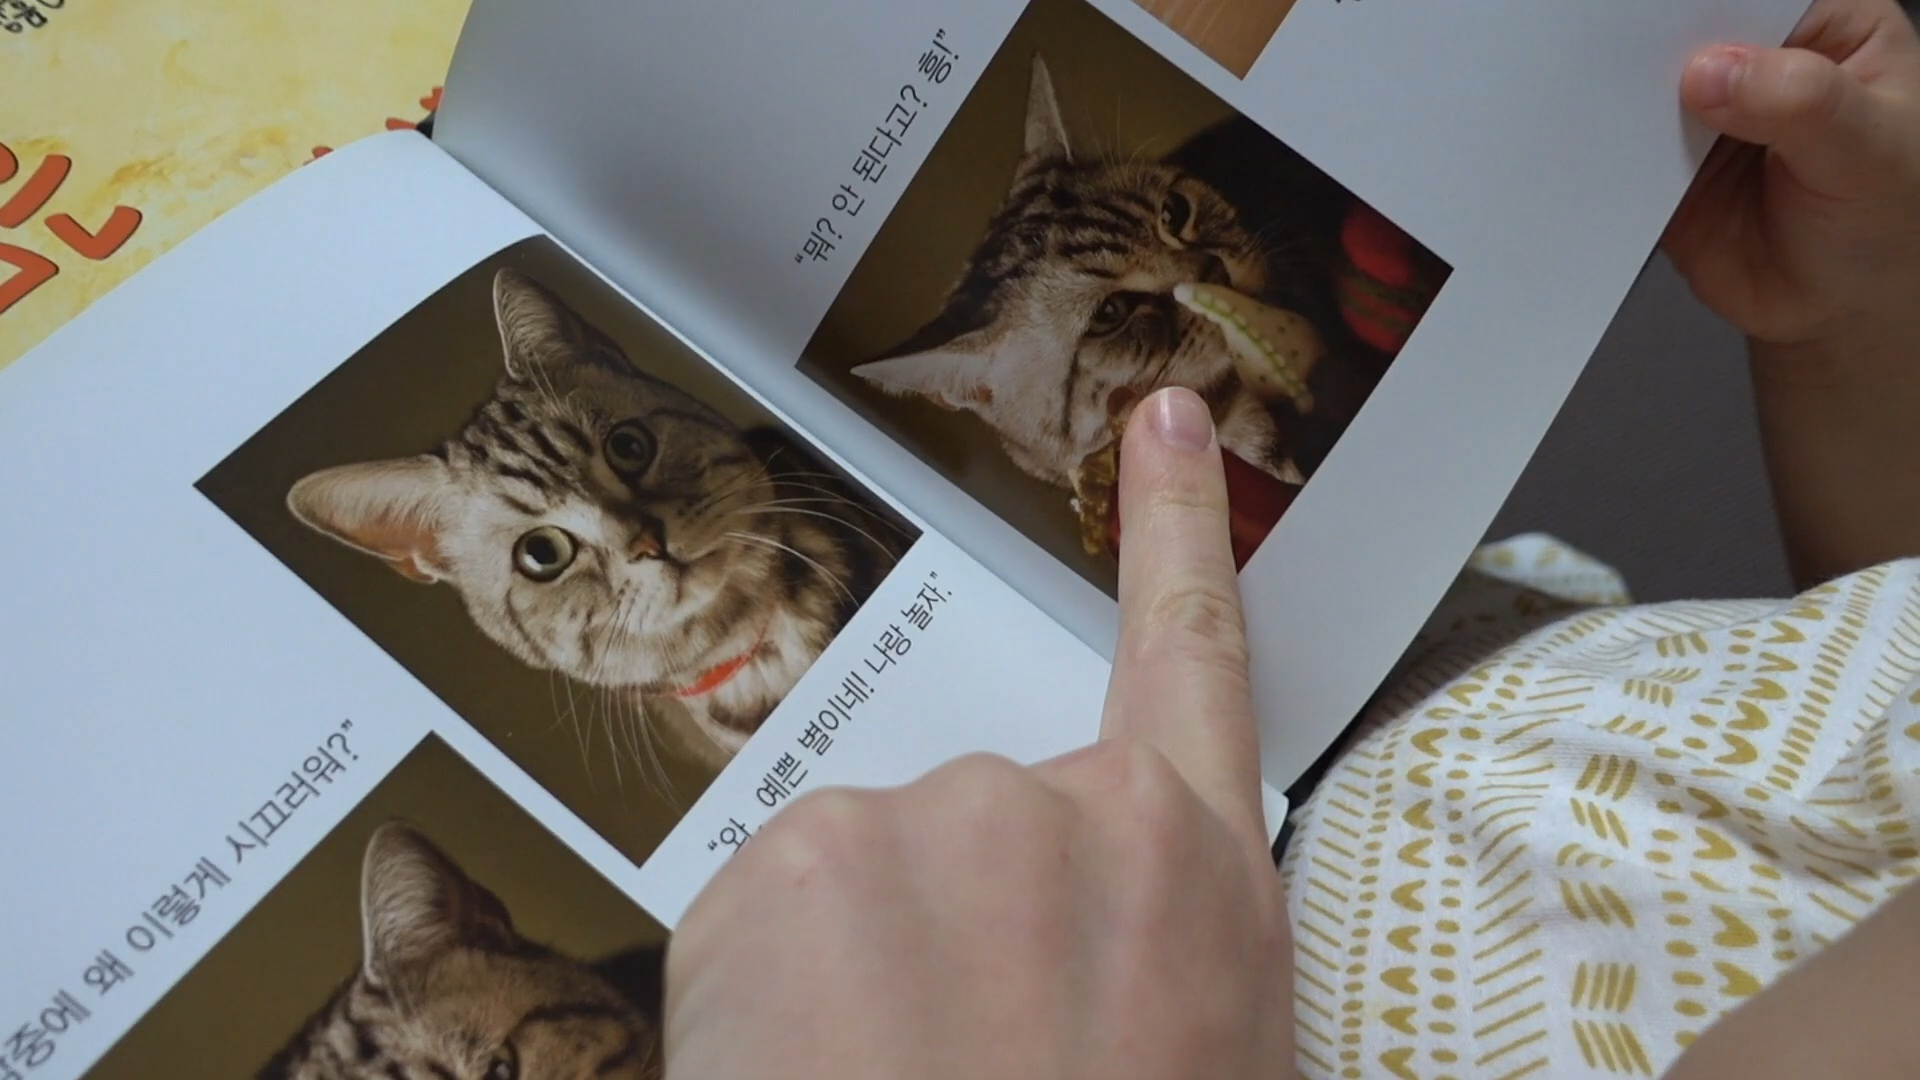 중에 왜 이렇게 시끄러워?”
“와, 예쁜 별이네! 나랑 놀자.”
“뭐? 안 된다고? 흥!”